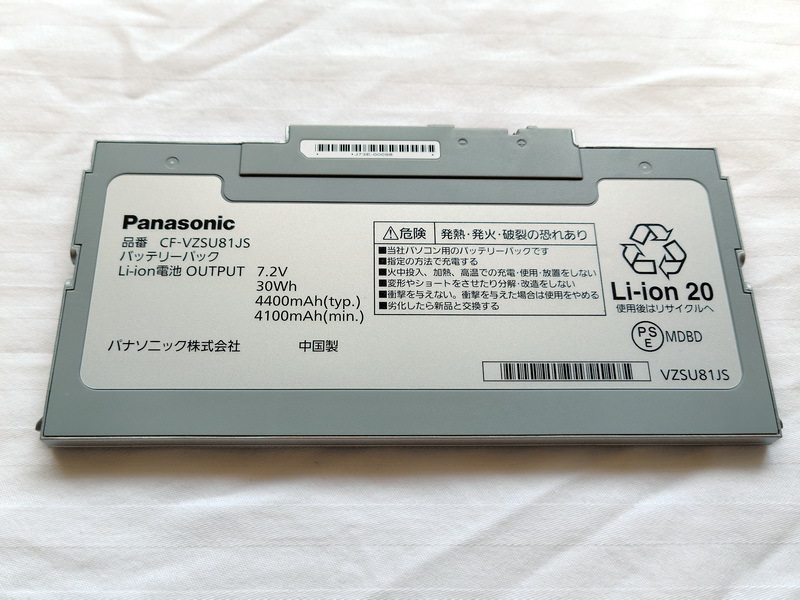 J73E-00098
Panasonic
品番 CF-VZSU81JS
バッテリーパック
Li-ion電池 OUTPUT 7.2V
30Wh
4400mAh(typ.)
4100mAh(min.)
パナソニック株式会社 中国製
⚠危険 発熱・発火・破裂の恐れあり
■当社パソコン用のバッテリーパックです
■指定の方法で充電する
■火中投入、加熱、高温での充電・使用・放置をしない
■変形やショートをさせたり分解・改造をしない
■衝撃を与えない。衝撃を与えた場合は使用をやめる
■劣化したら新品と交換する
Li-ion 20
使用後はリサイクルへ
PSE MDBD
VZSU81JS